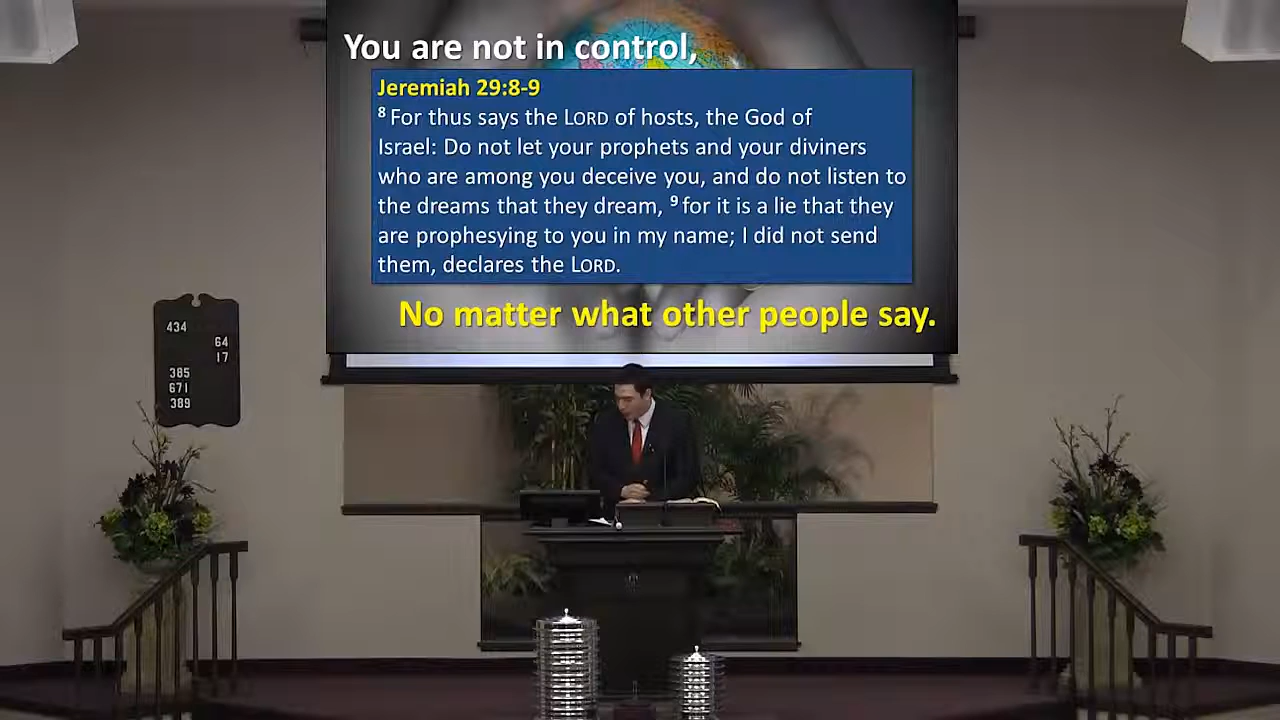 You are not in control,
Jeremiah 29:8-9
8 For thus says the LORD of hosts, the God of
Israel: Do not let your prophets and your diviners
who are among you deceive you, and do not listen to
the dreams that they dream, 9 for it is a lie that they
are prophesying to you in my name; I did not send
them, declares the LORD.
No matter what other people say.
434
64
17
385
671
389